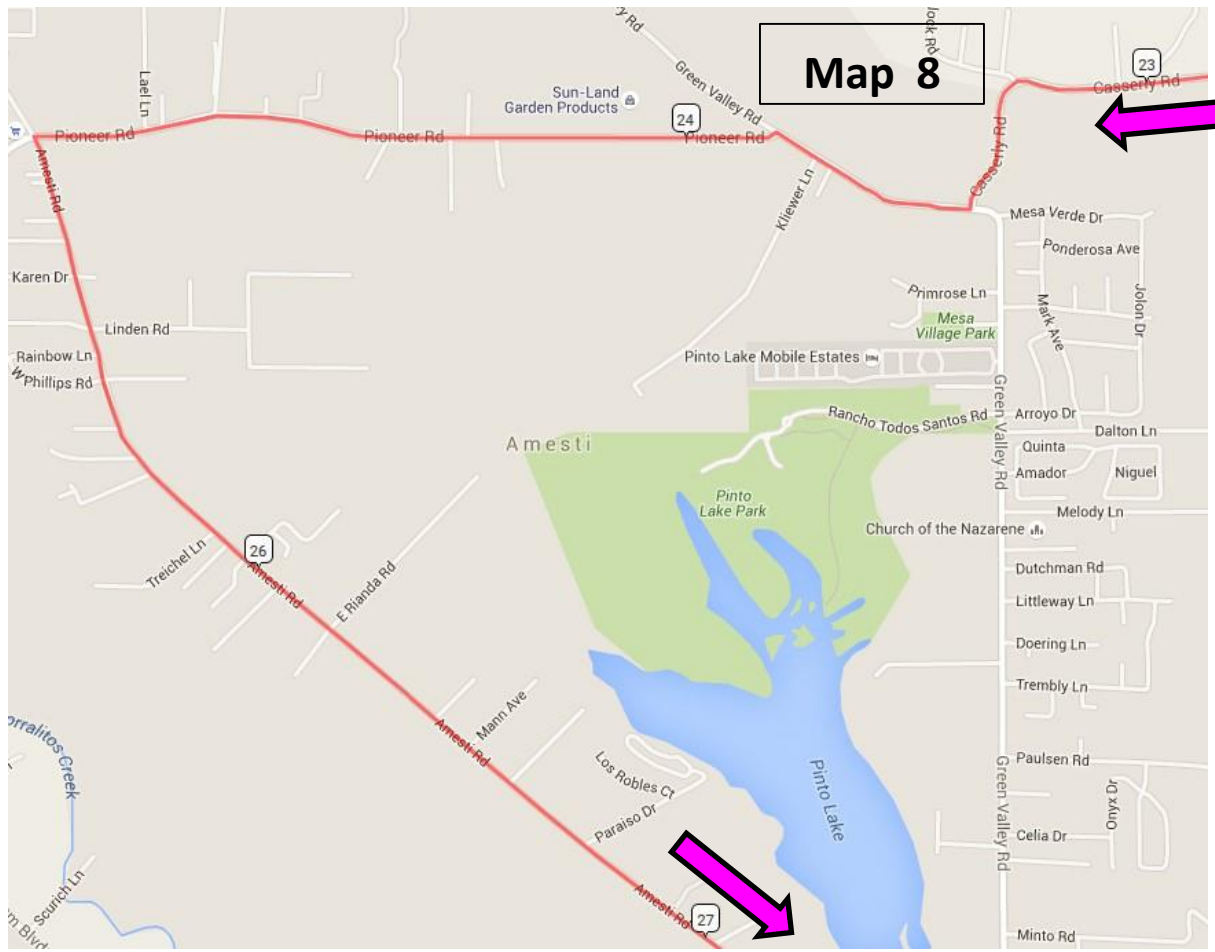 Map 8
23
Casserly Rd
Casserly Rd
Green Valley Rd
Lael Ln
Sun-Land
Garden Products
24
Pioneer Rd
Pioneer Rd
Pioneer Rd
Amesti Rd
Kliewer Ln
Mesa Verde Dr
Ponderosa Ave
Karen Dr
Primrose Ln
Jolon Dr
Mark Ave
Mesa
Village Park
Linden Rd
Rainbow Ln
W Phillips Rd
Pinto Lake Mobile Estates
Green Valley Rd
Rancho Todos Santos Rd
Arroyo Dr
Dalton Ln
Amesti
Quinta
Amador
Niguel
Pinto
Lake Park
Melody Ln
Church of the Nazarene
Treichel Ln
26
Amesti Rd
E Rianda Rd
Dutchman Rd
Littleway Ln
Doering Ln
Trembly Ln
Mann Ave
Amesti Rd
orralitos Creek
Los Robles Ct
Pinto Lake
Green Valley Rd
Paulsen Rd
Onyx Dr
Paraiso Dr
Celia Dr
Scurich Ln
Amesti Rd
27
Minto Rd